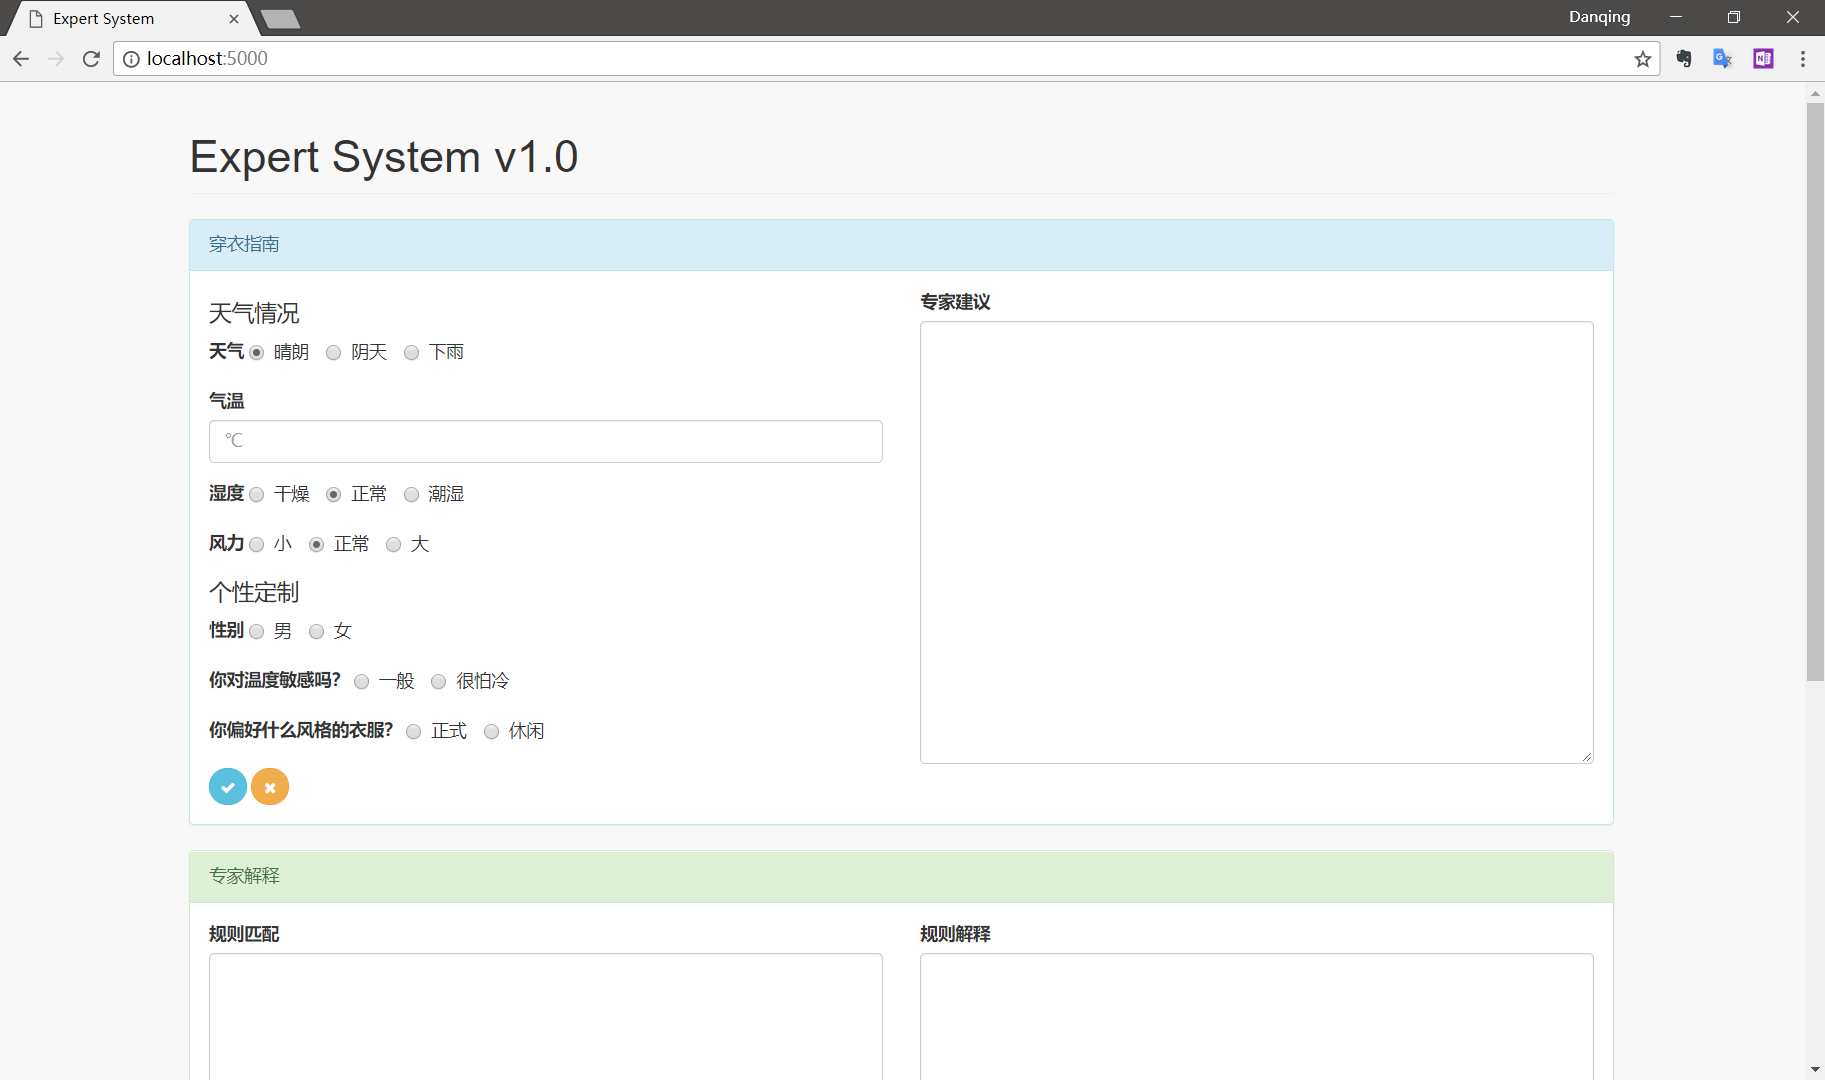 Expert System
Danqing
localhost:5000
Expert System v1.0
穿衣指南
天气情况
天气 晴朗 阴天 下雨
气温
℃
湿度 干燥 正常 潮湿
风力 小 正常 大
个性定制
性别 男 女
你对温度敏感吗? 一般 很怕冷
你偏好什么风格的衣服? 正式 休闲
专家建议
专家解释
规则匹配
规则解释